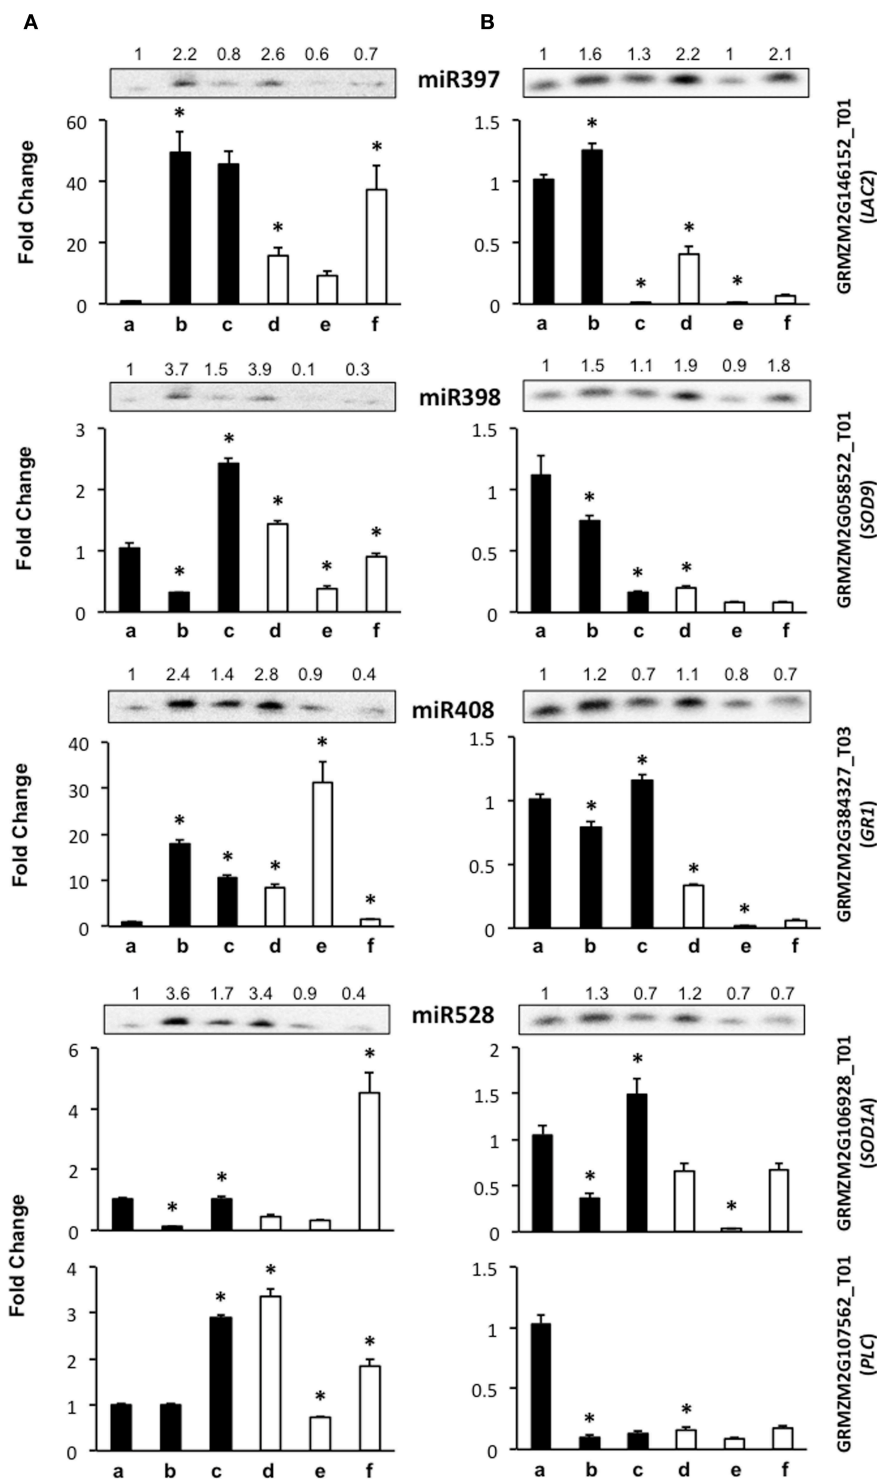 A
B
1 2.2 0.8 2.6 0.6 0.7
miR397
1 1.6 1.3 2.2 1 2.1
Fold Change
60
40
20
0
* * *
a b c d e f
1.5
1
0.5
0
* * * *
a b c d e f
GRMZM2G146152_T01
(LAC2)
1 3.7 1.5 3.9 0.1 0.3
miR398
1 1.5 1.1 1.9 0.9 1.8
Fold Change
3
2
1
0
* * * * *
a b c d e f
1.5
1
0.5
0
* * *
a b c d e f
GRMZM2G058522_T01
(SOD9)
1 2.4 1.4 2.8 0.9 0.4
miR408
1 1.2 0.7 1.1 0.8 0.7
Fold Change
40
30
20
10
0
* * * * *
a b c d e f
1.5
1
0.5
0
* * * *
a b c d e f
GRMZM2G384327_T03
(GR1)
1 3.6 1.7 3.4 0.9 0.4
miR528
1 1.3 0.7 1.2 0.7 0.7
6
4
2
0
* * *
2
1.5
1
0.5
0
* * *
GRMZM2G106928_T01
(SOD1A)
Fold Change
4
3
2
1
0
* * * *
a b c d e f
1.5
1
0.5
0
* *
a b c d e f
GRMZM2G107562_T01
(PLC)